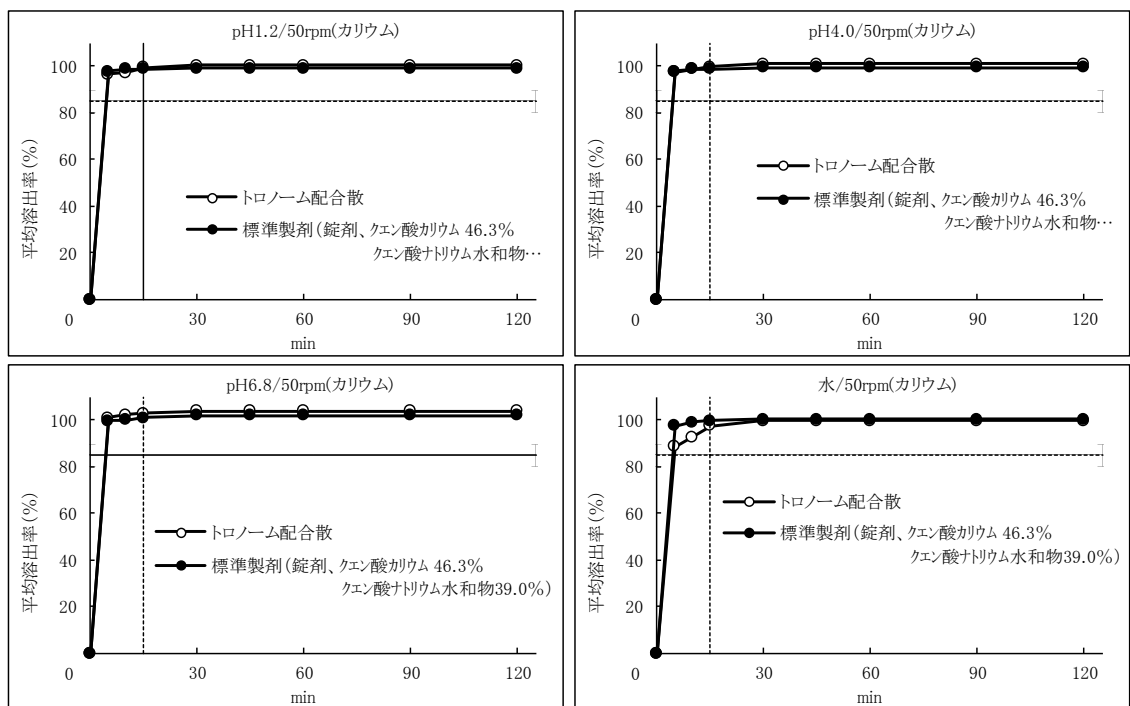 pH1.2/50rpm(カリウム)
平均溶出率(%)
100
80
60
40
20
0
30
60
90
120
min
トロノーム配合散
標準製剤(錠剤、クエン酸カリウム 46.3%
クエン酸ナトリウム水和物…
pH4.0/50rpm(カリウム)
平均溶出率(%)
100
80
60
40
20
0
30
60
90
120
min
トロノーム配合散
標準製剤(錠剤、クエン酸カリウム 46.3%
クエン酸ナトリウム水和物…
pH6.8/50rpm(カリウム)
平均溶出率(%)
100
80
60
40
20
0
30
60
90
120
min
トロノーム配合散
標準製剤(錠剤、クエン酸カリウム 46.3%
クエン酸ナトリウム水和物39.0%)
水/50rpm(カリウム)
平均溶出率(%)
100
80
60
40
20
0
30
60
90
120
min
トロノーム配合散
標準製剤(錠剤、クエン酸カリウム 46.3%
クエン酸ナトリウム水和物39.0%)